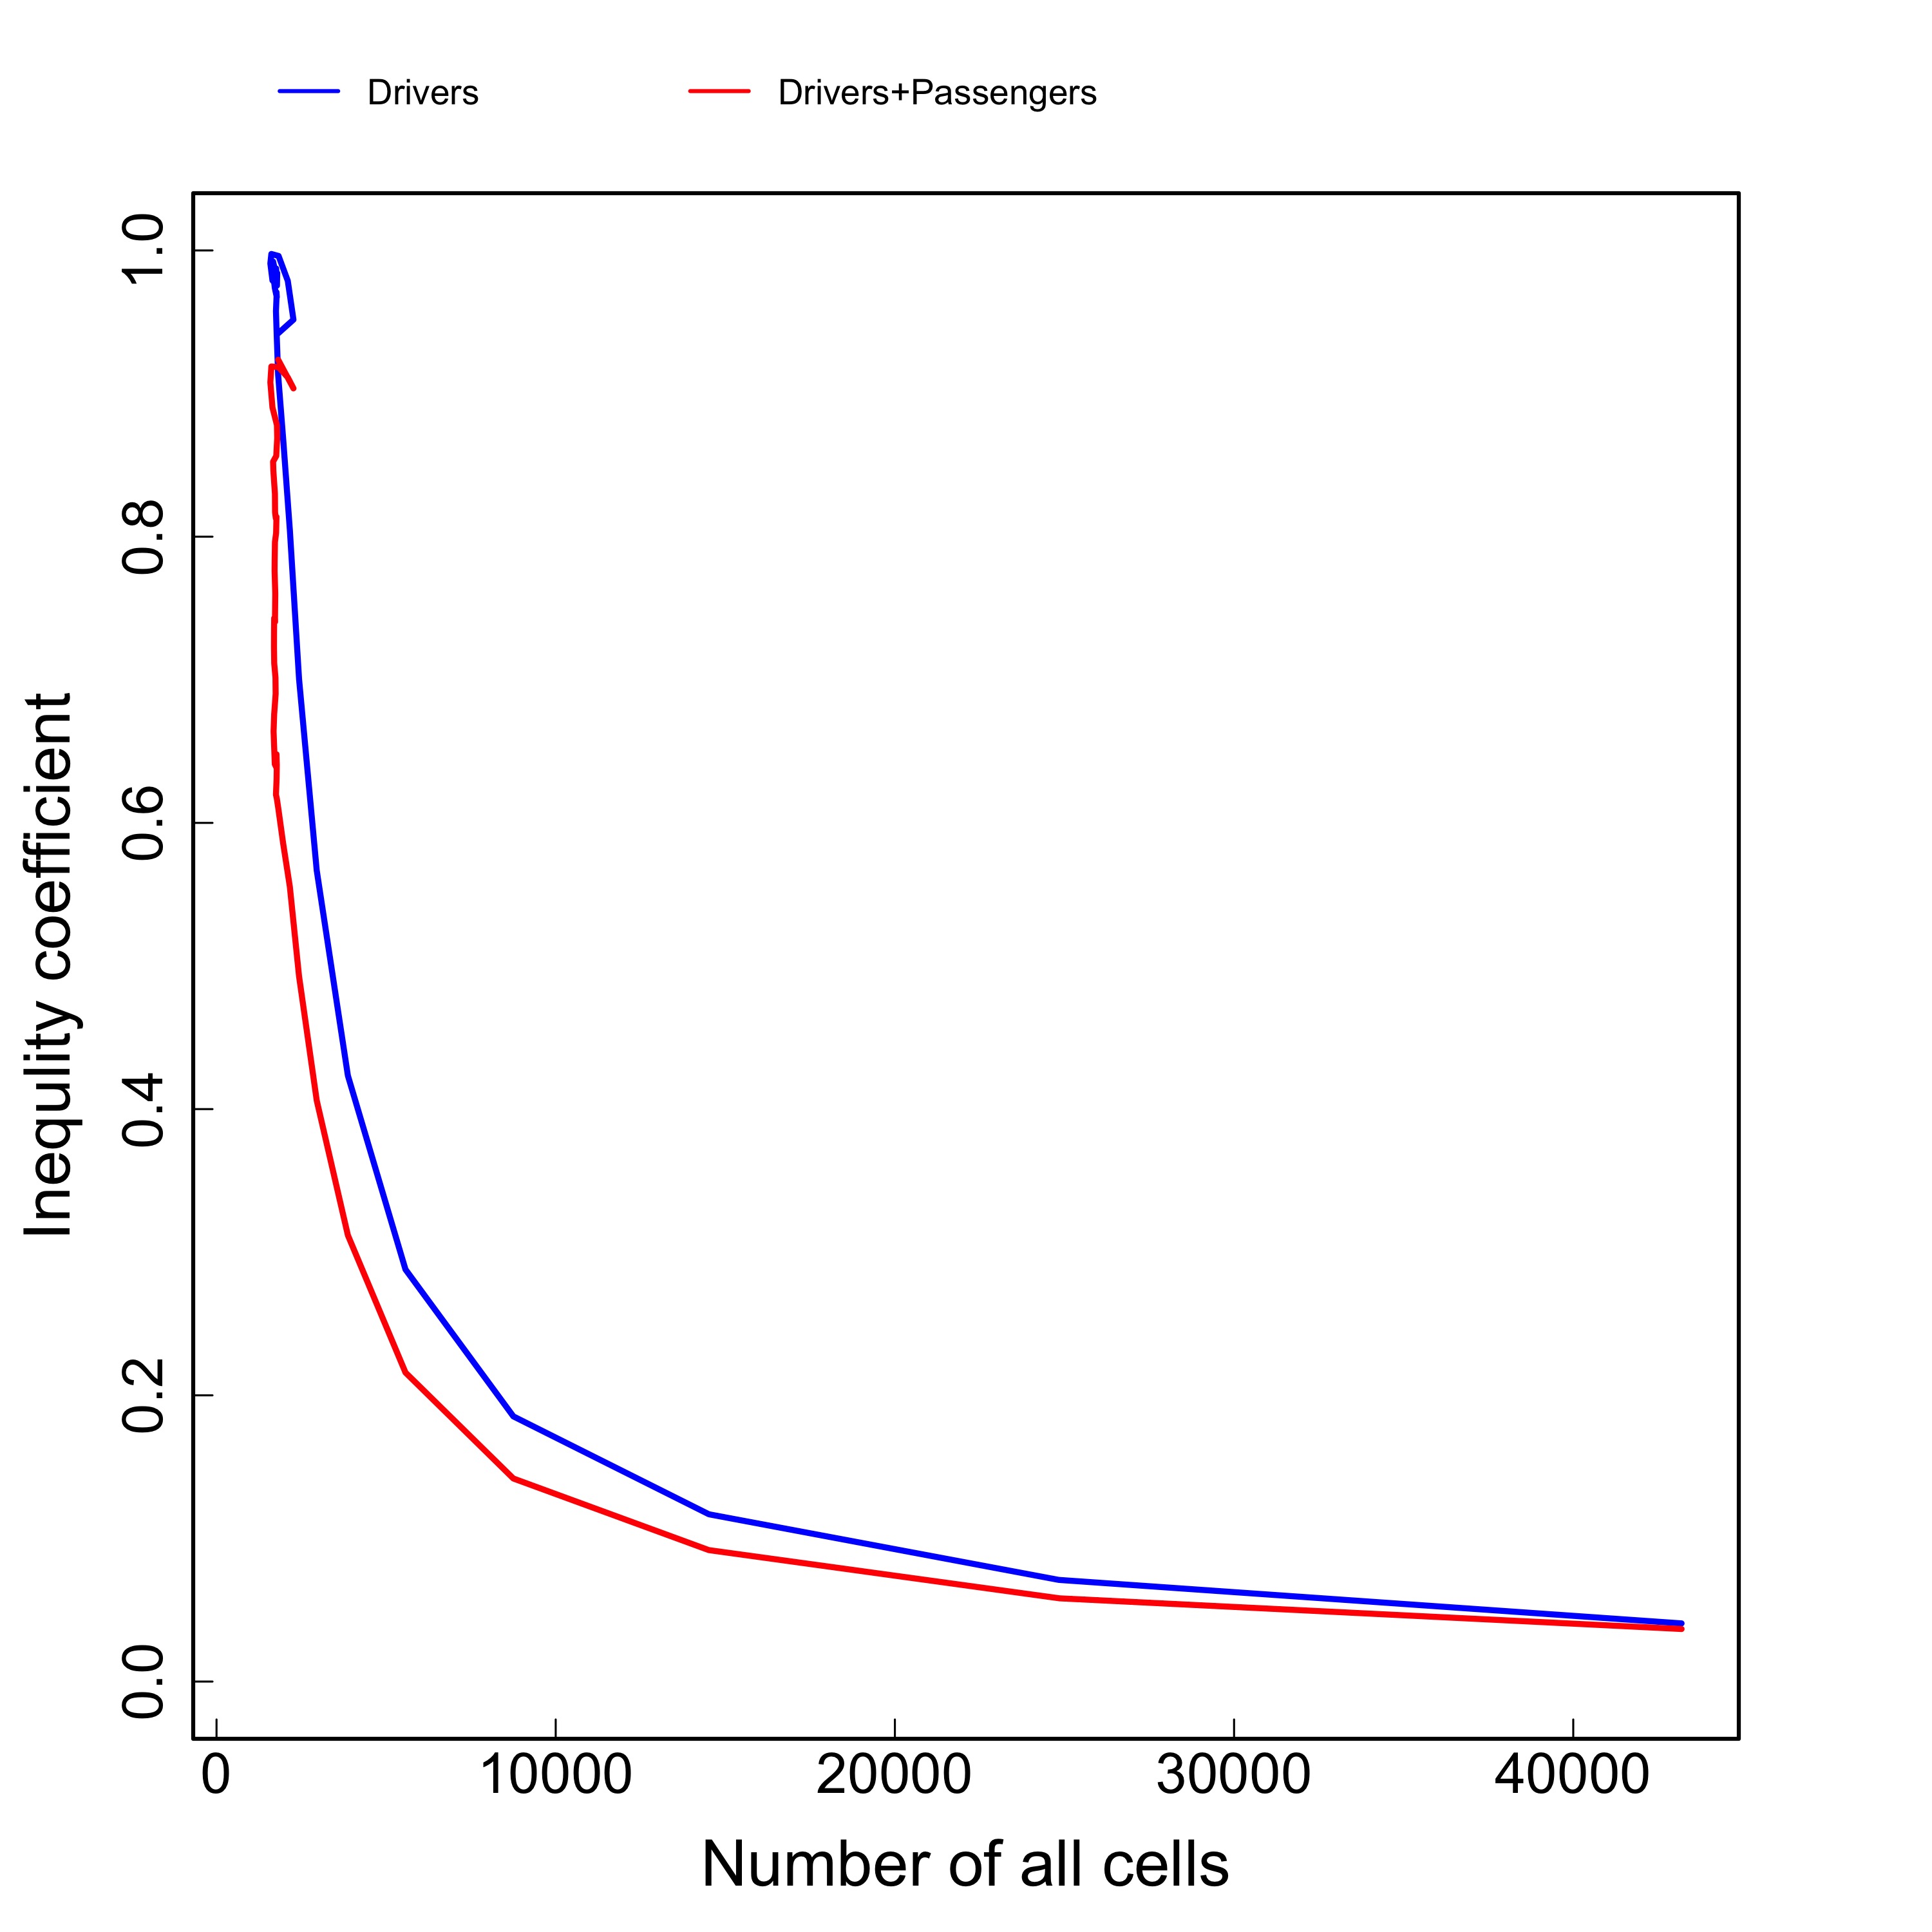 Drivers
Drivers+Passengers
Inequlity coefficient
1.0
0.8
0.6
0.4
0.2
0.0
0 10000 20000 30000 40000
Number of all cells